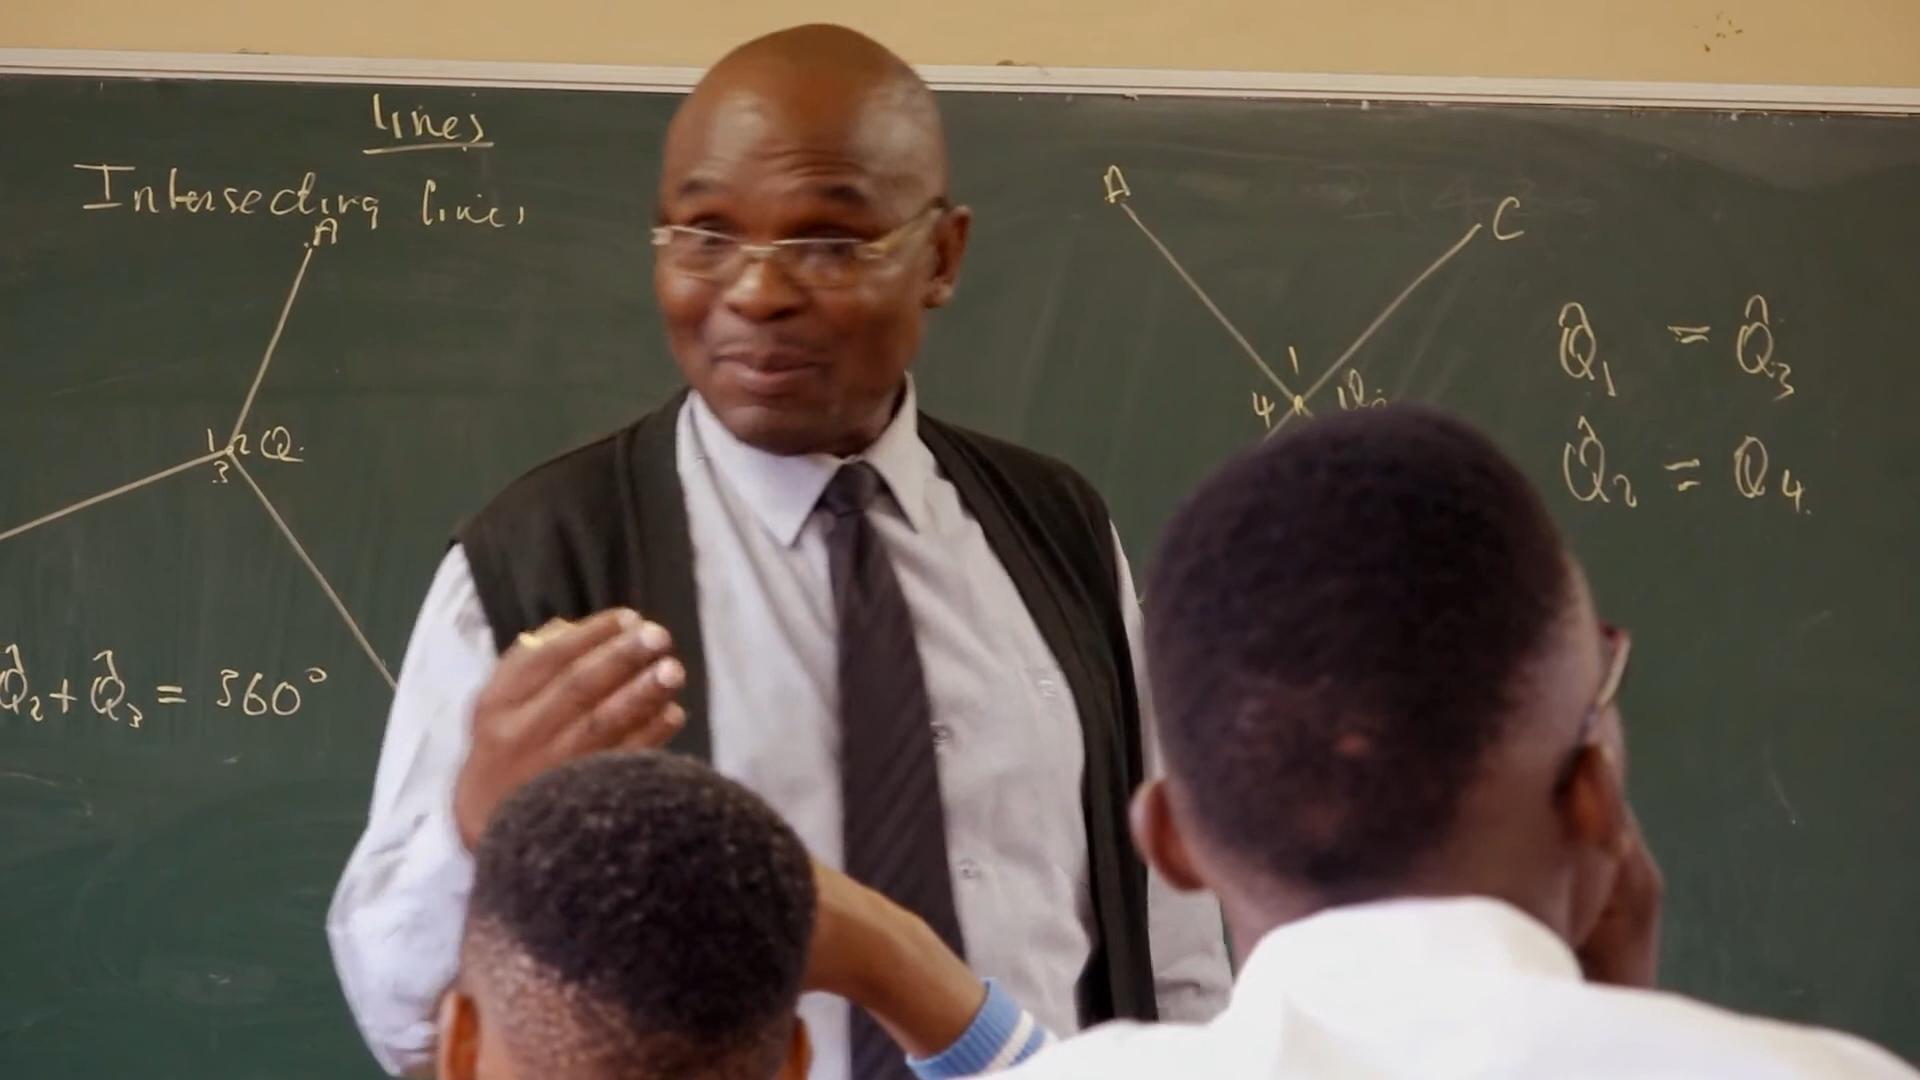 lines
Intersecting lines
A
1 2 Q
3
Q̂2 + Q̂3 = 360°
A
C
1
4
Q̂1 = Q̂3
Q̂2 = Q4